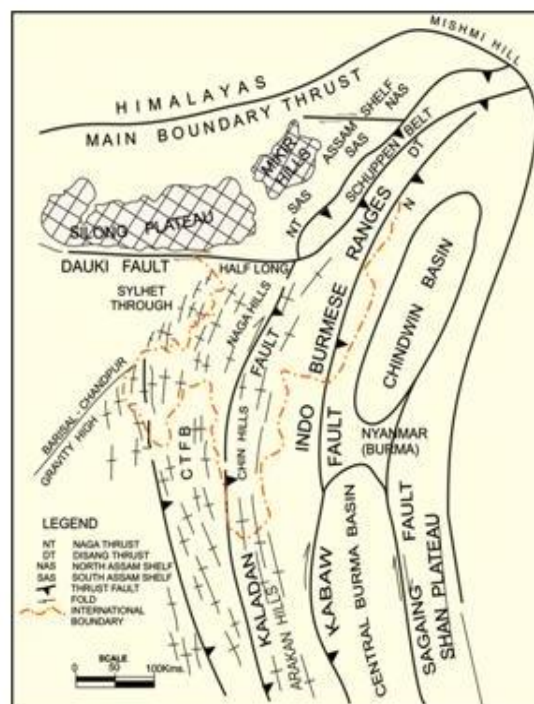 MISHMI HILL
HIMALAYAS
MAIN BOUNDARY THRUST
ASSAM SHELF
SAS NAS
MIKIR
HILLS
SCHUPPEN BELT
SAS
NT
DT
N
SILONG PLATEAU
DAUKI FAULT
HALF LONG
SYLHET
THROUGH
NAGA HILLS
INDO BURMESE RANGES
CHINDWIN BASIN
BARISAL - CHANDPUR
GRAVITY HIGH
CTFB
CHIN HILLS
KALADAN FAULT
ARAKAN HILLS
KABAW FAULT
NYANMAR
(BURMA)
CENTRAL BURMA BASIN
SAGAING FAULT
SHAN PLATEAU
LEGEND
NT NAGA THRUST
DT DISANG THRUST
NAS NORTH ASSAM SHELF
SAS SOUTH ASSAM SHELF
THRUST FAULT
FOLD
INTERNATIONAL
BOUNDARY
SCALE
0 50 100Kms.